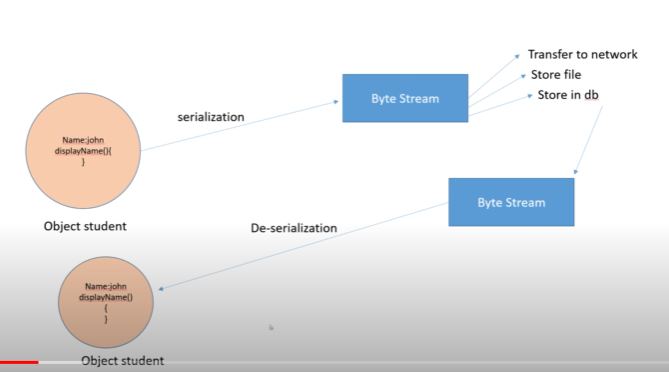 Transfer to network
Store file
Store in db
Byte Stream
serialization
Name:john
displayName(){
}
Object student
Byte Stream
De-serialization
Name:john
displayName()
{
}
Object student